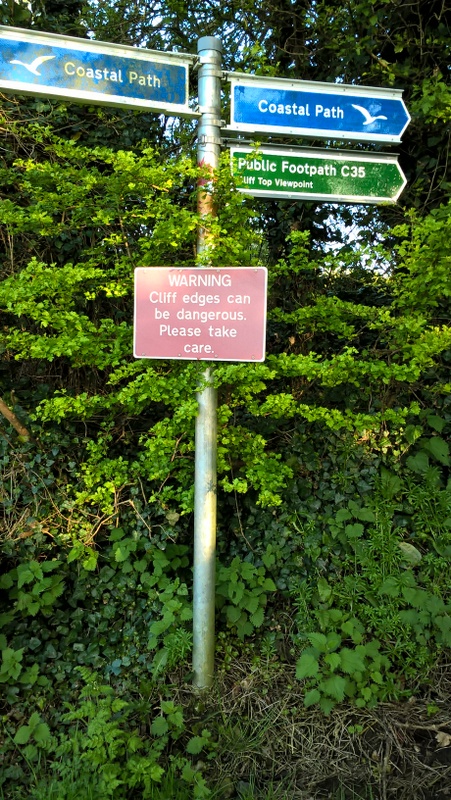 Coastal Path
Coastal Path
Public Footpath C35
Cliff Top Viewpoint
WARNING
Cliff edges can
be dangerous.
Please take
care.